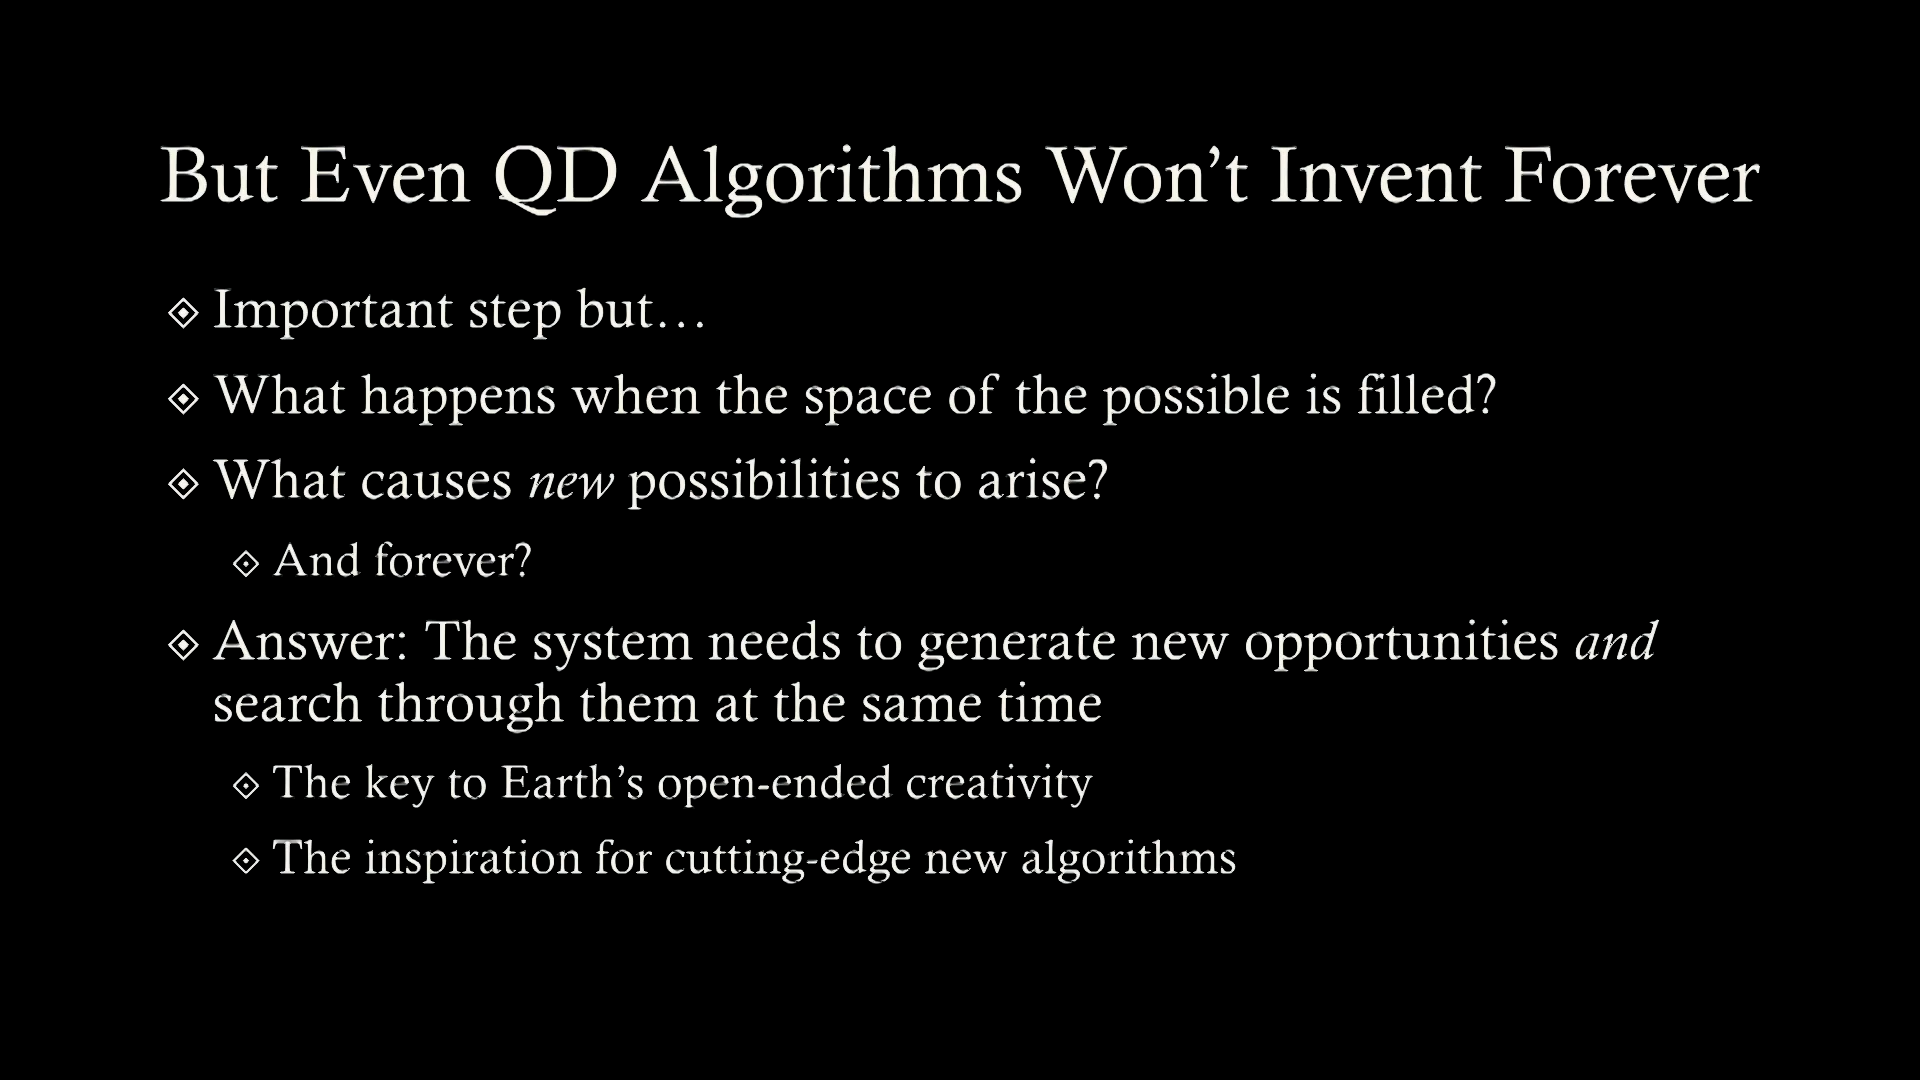 But Even QD Algorithms Won’t Invent Forever
Important step but…
What happens when the space of the possible is filled?
What causes new possibilities to arise?
And forever?
Answer: The system needs to generate new opportunities and
search through them at the same time
The key to Earth’s open-ended creativity
The inspiration for cutting-edge new algorithms